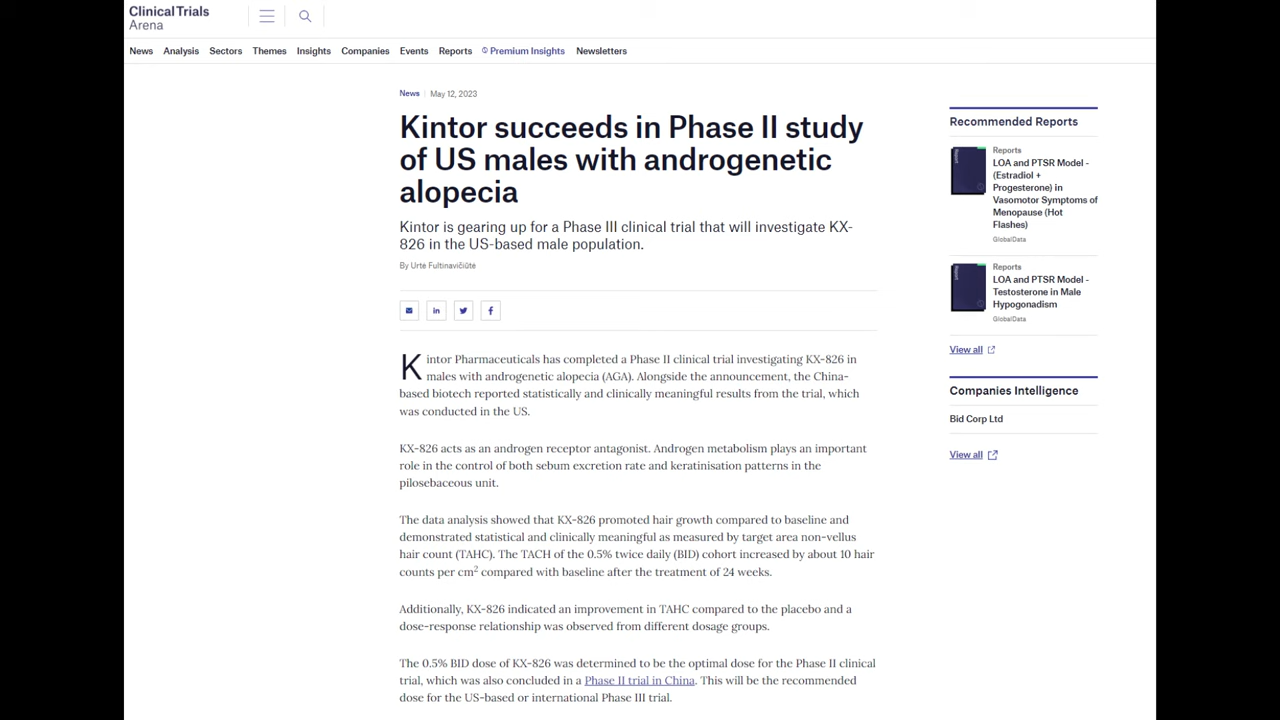 ClinicalTrials
Arena
News
Analysis
Sectors
Themes
Insights
Companies
Events
Reports
Premium Insights
Newsletters
News
May 12, 2023
Kintor succeeds in Phase II study
of US males with androgenetic
alopecia
Kintor is gearing up for a Phase III clinical trial that will investigate KX-
826 in the US-based male population.
By Urtė Fultinavičiūtė
Kintor Pharmaceuticals has completed a Phase II clinical trial investigating KX-826 in
males with androgenetic alopecia (AGA). Alongside the announcement, the China-
based biotech reported statistically and clinically meaningful results from the trial, which
was conducted in the US.
KX-826 acts as an androgen receptor antagonist. Androgen metabolism plays an important
role in the control of both sebum excretion rate and keratinisation patterns in the
pilosebaceous unit.
The data analysis showed that KX-826 promoted hair growth compared to baseline and
demonstrated statistical and clinically meaningful as measured by target area non-vellus
hair count (TAHC). The TACH of the 0.5% twice daily (BID) cohort increased by about 10 hair
counts per cm² compared with baseline after the treatment of 24 weeks.
Additionally, KX-826 indicated an improvement in TAHC compared to the placebo and a
dose-response relationship was observed from different dosage groups.
The 0.5% BID dose of KX-826 was determined to be the optimal dose for the Phase II clinical
trial, which was also concluded in a Phase II trial in China. This will be the recommended
dose for the US-based or international Phase III trial.
Recommended Reports
Report
Reports
LOA and PTSR Model -
(Estradiol +
Progesterone) in
Vasomotor Symptoms of
Menopause (Hot
Flashes)
GlobalData
Report
Reports
LOA and PTSR Model -
Testosterone in Male
Hypogonadism
GlobalData
View all
Companies Intelligence
Bid Corp Ltd
View all